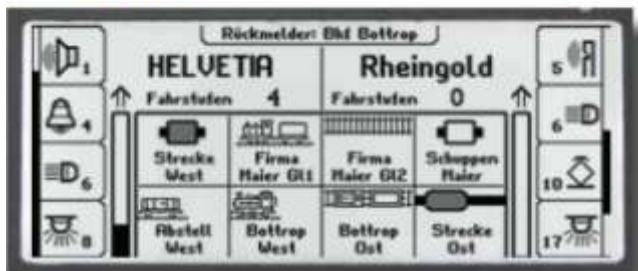 Rückmelder: Bhf Bottrop
HELVETIA
Rheingold
Fahrstufen 4
Fahrstufen 0
Strecke West
Firma Maier Gl1
Firma Maier Gl2
Schuppen Maier
Abstell West
Bottrop West
Bottrop Ost
Strecke Ost
1
4
6
8
5
6
10
17